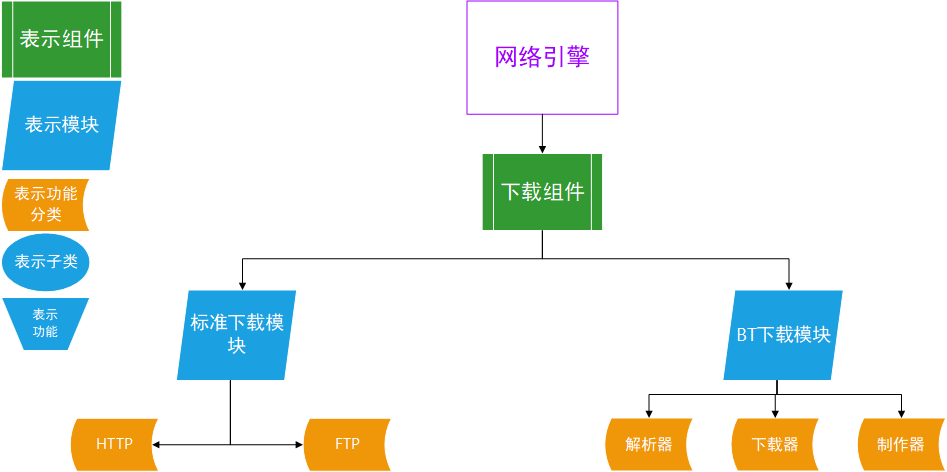 表示组件
网络引擎
表示模块
表示功能
分类
下载组件
表示子类
表示
功能
标准下载模
块
BT下载模块
HTTP
FTP
解析器
下载器
制作器